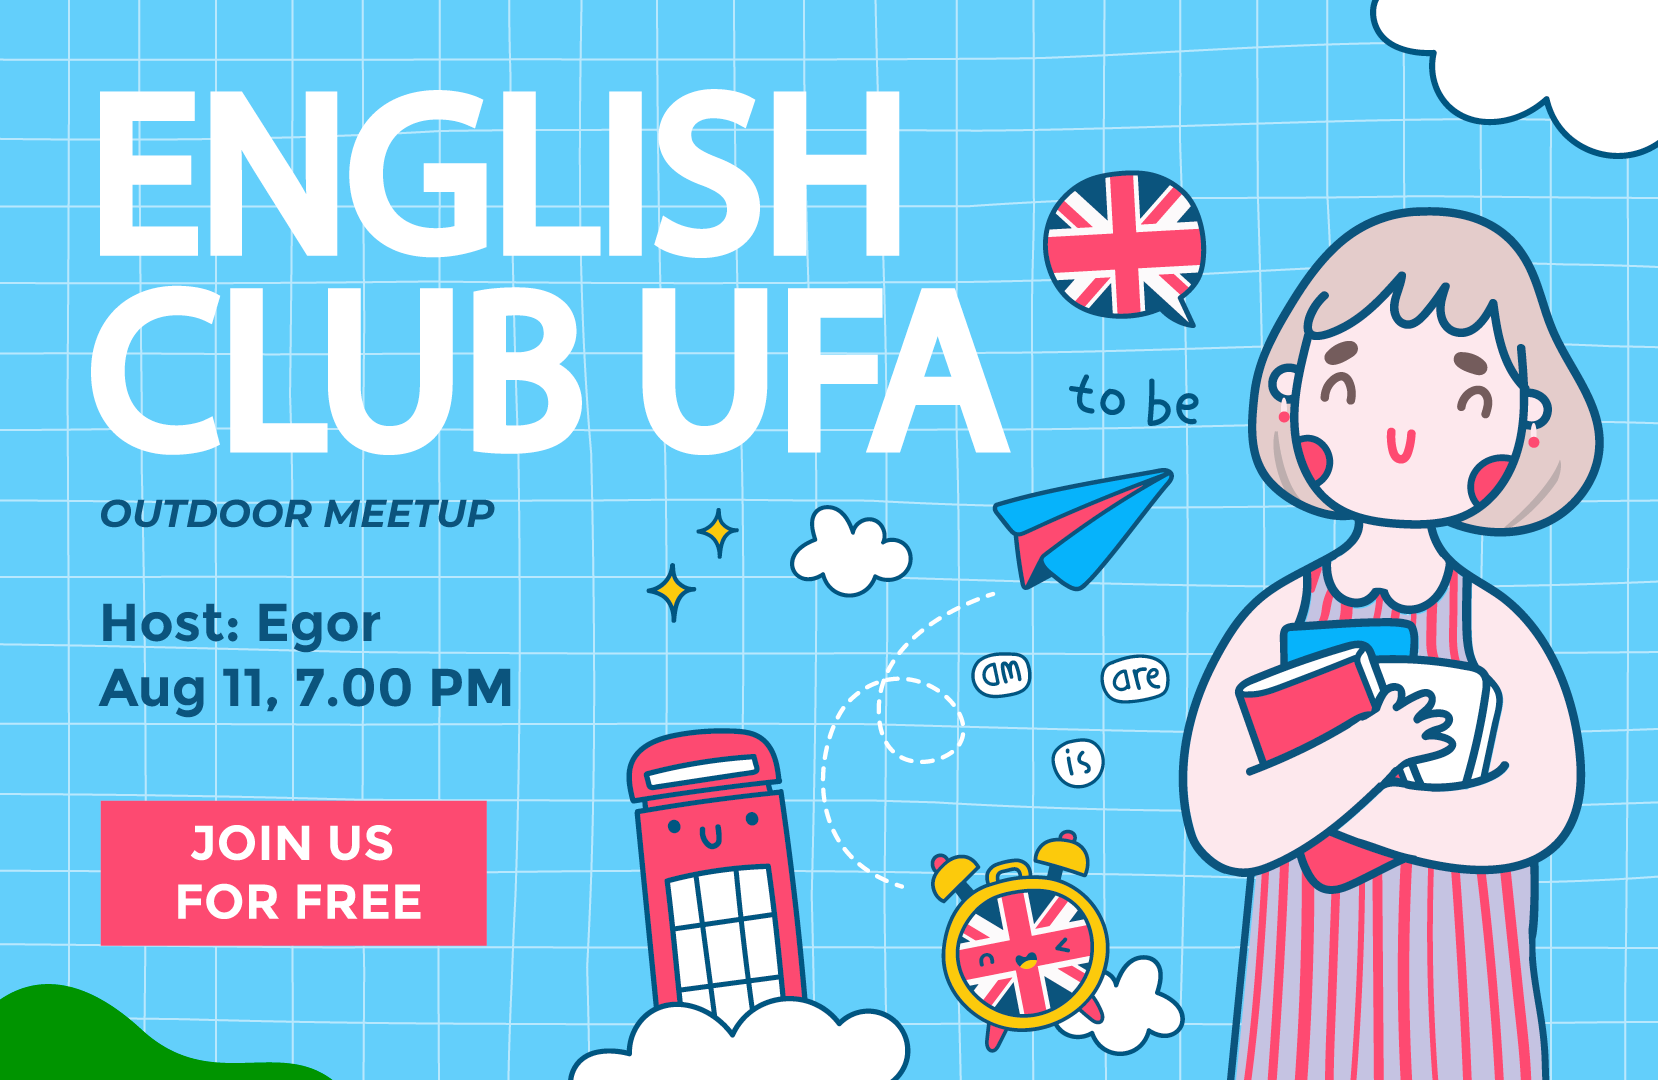 ENGLISH
CLUB UFA
OUTDOOR MEETUP
Host: Egor
Aug 11, 7.00 PM
JOIN US
FOR FREE
to be
am
are
is